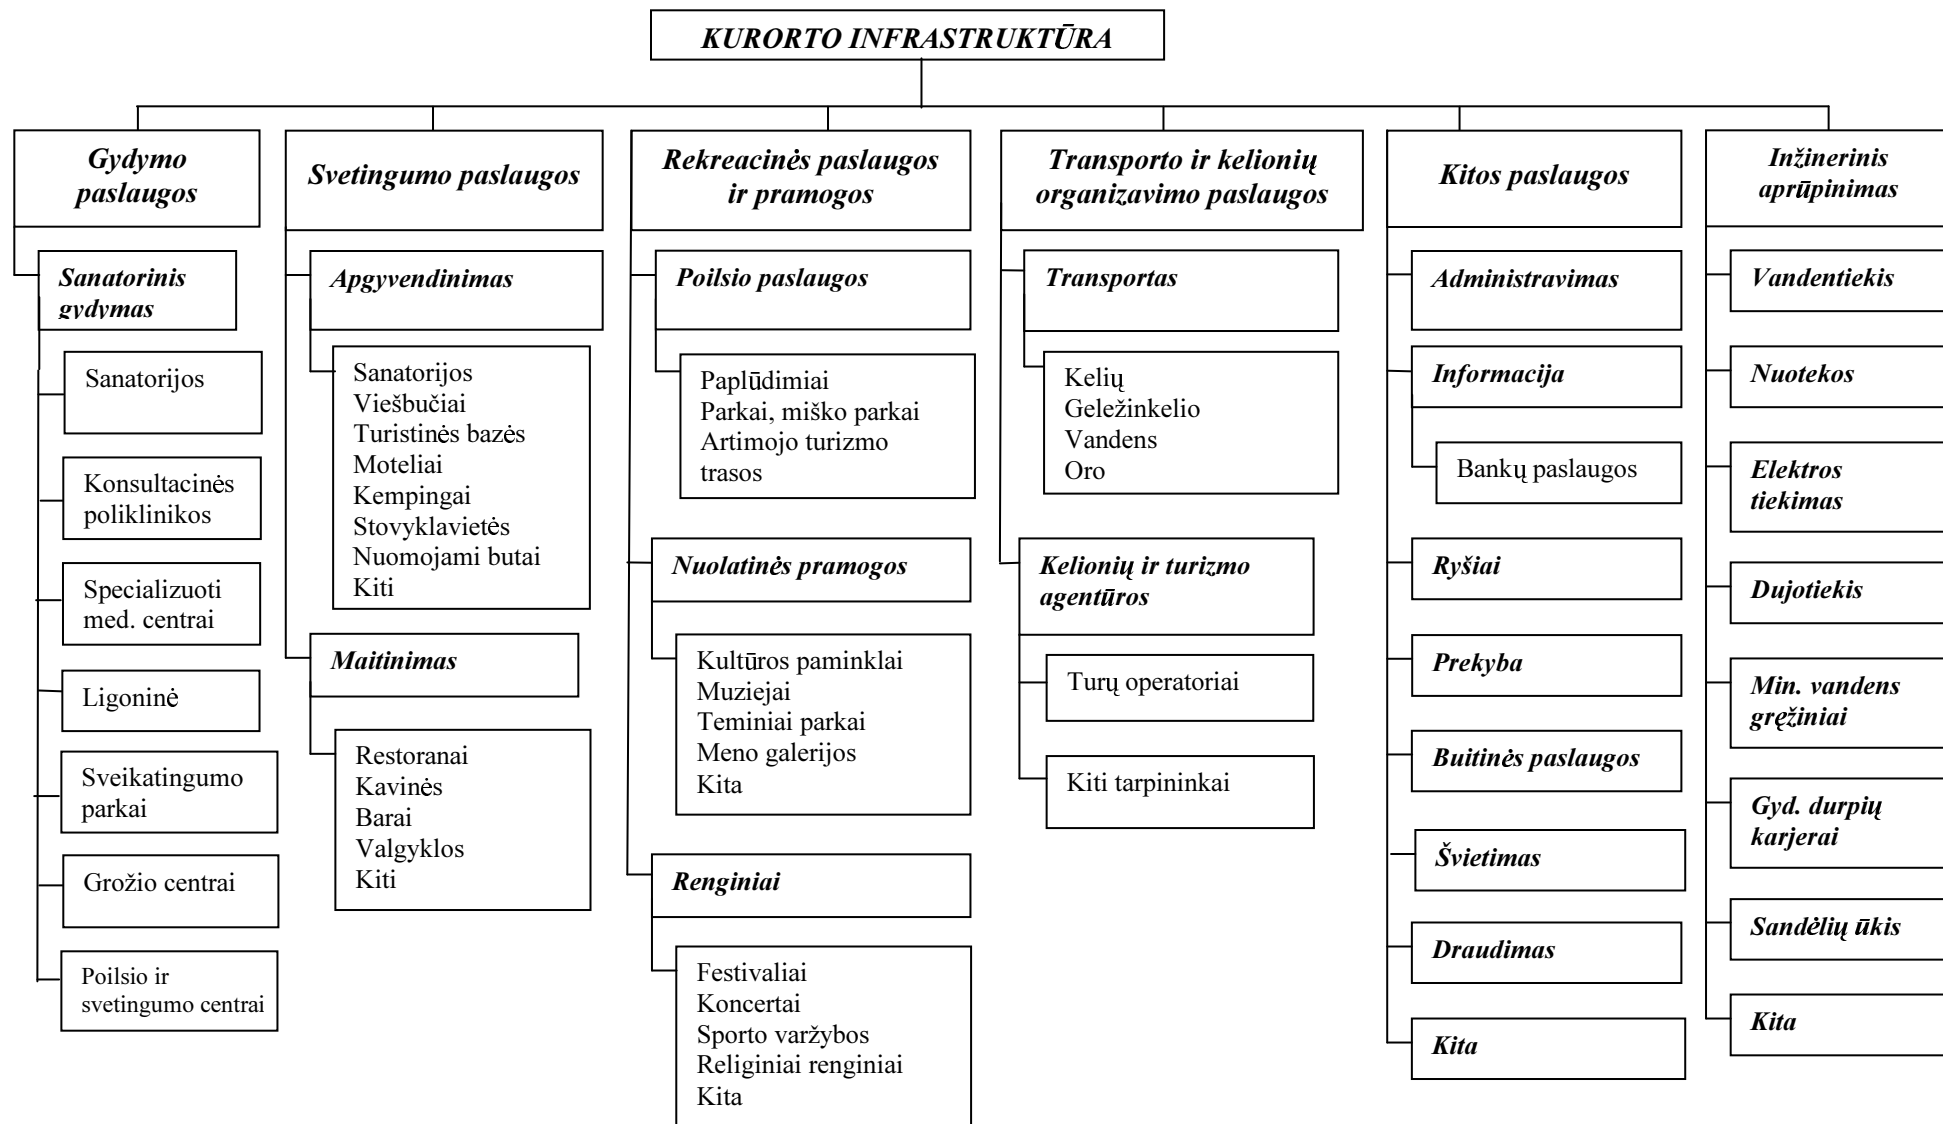 KURORTO INFRASTRUKTŪRA
Gydymo
paslaugos
Sanatorinis
gydymas
Sanatorijos
Konsultacinės
poliklinikos
Specializuoti
med. centrai
Ligoninė
Sveikatingumo
parkai
Grožio centrai
Poilsio ir
svetingumo centrai
Svetingumo paslaugos
Apgyvendinimas
Sanatorijos
Viešbučiai
Turistinės bazės
Moteliai
Kempingai
Stovyklavietės
Nuomojami butai
Kiti
Maitinimas
Restoranai
Kavinės
Barai
Valgyklos
Kiti
Rekreacinės paslaugos
ir pramogos
Poilsio paslaugos
Paplūdimiai
Parkai, miško parkai
Artimojo turizmo
trasos
Nuolatinės pramogos
Kultūros paminklai
Muziejai
Teminiai parkai
Meno galerijos
Kita
Renginiai
Festivaliai
Koncertai
Sporto varžybos
Religiniai renginiai
Kita
Transporto ir kelionių
organizavimo paslaugos
Transportas
Kelių
Geležinkelio
Vandens
Oro
Kelionių ir turizmo
agentūros
Turų operatoriai
Kiti tarpininkai
Kitos paslaugos
Administravimas
Informacija
Bankų paslaugos
Ryšiai
Prekyba
Buitinės paslaugos
Švietimas
Draudimas
Kita
Inžinerinis
aprūpinimas
Vandentiekis
Nuotekos
Elektros
tiekimas
Dujotiekis
Min. vandens
gręžiniai
Gyd. durpių
karjerai
Sandėlių ūkis
Kita